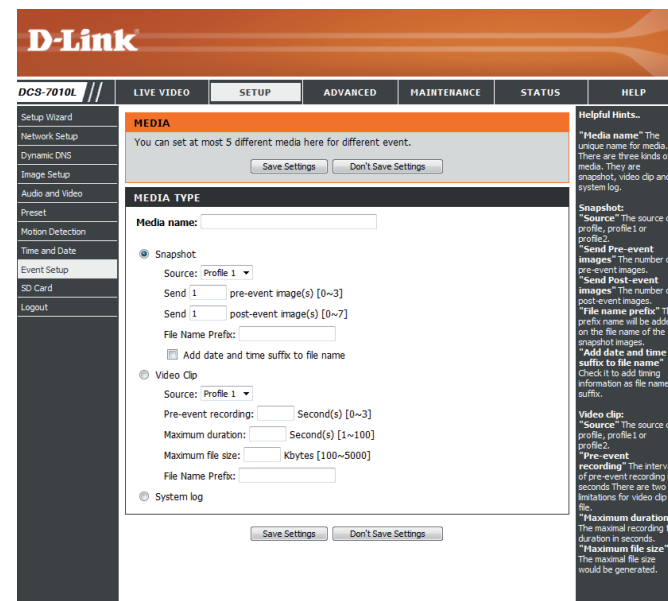 D-Link
DCS-7010L
LIVE VIDEO
SETUP
ADVANCED
MAINTENANCE
STATUS
HELP
Setup Wizard
Network Setup
Dynamic DNS
Image Setup
Audio and Video
Preset
Motion Detection
Time and Date
Event Setup
SD Card
Logout
MEDIA
You can set at most 5 different media here for different event.
Save Settings Don't Save Settings
MEDIA TYPE
Media name:
Snapshot
Source: Profile 1
Send 1 pre-event image(s) [0~3]
Send 1 post-event image(s) [0~7]
File Name Prefix:
Add date and time suffix to file name
Video Clip
Source: Profile 1
Pre-event recording: Second(s) [0~3]
Maximum duration: Second(s) [1~100]
Maximum file size: Kbytes [100~5000]
File Name Prefix:
System log
Save Settings Don't Save Settings
Helpful Hints..
"Media name" The
unique name for media.
There are three kinds
media. They are
snapshot, video clip and
system log.
Snapshot:
"Source" The source
profile, profile1 or
profile2.
"Send Pre-event
images" The number
pre-event images.
"Send Post-event
images" The number
post-event images.
"File name prefix"
prefix name will be
on the file name of the
snapshot images.
"Add date and time
suffix to file name"
Check it to add timing
information as file name
suffix.
Video clip:
"Source" The source
profile, profile1 or
profile2.
"Pre-event
recording" The
of pre-event recording
seconds There are two
limitations for video clip
file.
"Maximum duration
The maximal recording
duration in seconds.
"Maximum file size"
The maximal file size
would be generated.